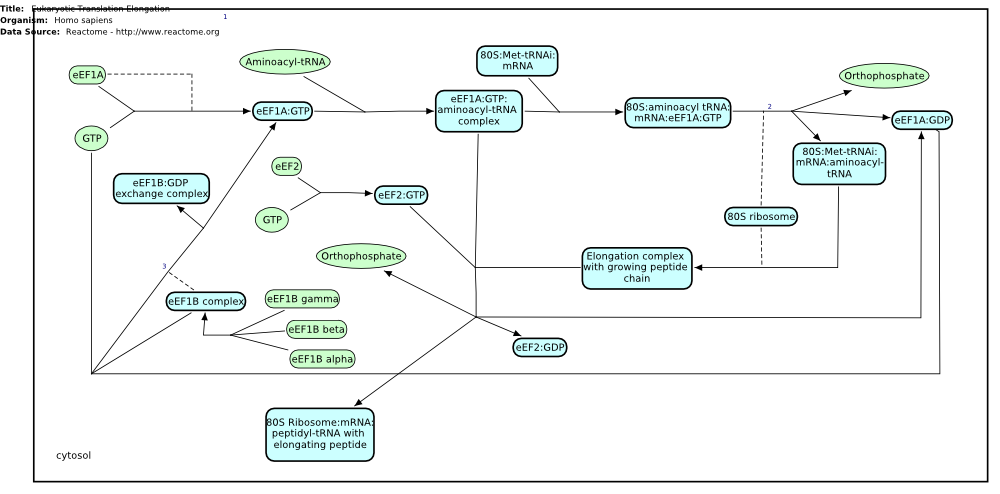 Title: Eukaryotic Translation Elongation
Organism: Homo sapiens
Data Source: Reactome - http://www.reactome.org
1
eEF1A
Aminoacyl-tRNA
80S:Met-tRNAi:
mRNA
Orthophosphate
GTP
eEF1A:GTP
eEF1A:GTP:
aminoacyl-tRNA
complex
80S:aminoacyl tRNA:
mRNA:eEF1A:GTP
2
eEF1A:GDP
80S:Met-tRNAi:
mRNA:aminoacyl-
tRNA
eEF2
eEF1B:GDP
exchange complex
eEF2:GTP
GTP
80S ribosome
Orthophosphate
Elongation complex
with growing peptide
chain
3
eEF1B complex
eEF1B gamma
eEF1B beta
eEF1B alpha
eEF2:GDP
80S Ribosome:mRNA:
peptidyl-tRNA with
elongating peptide
cytosol